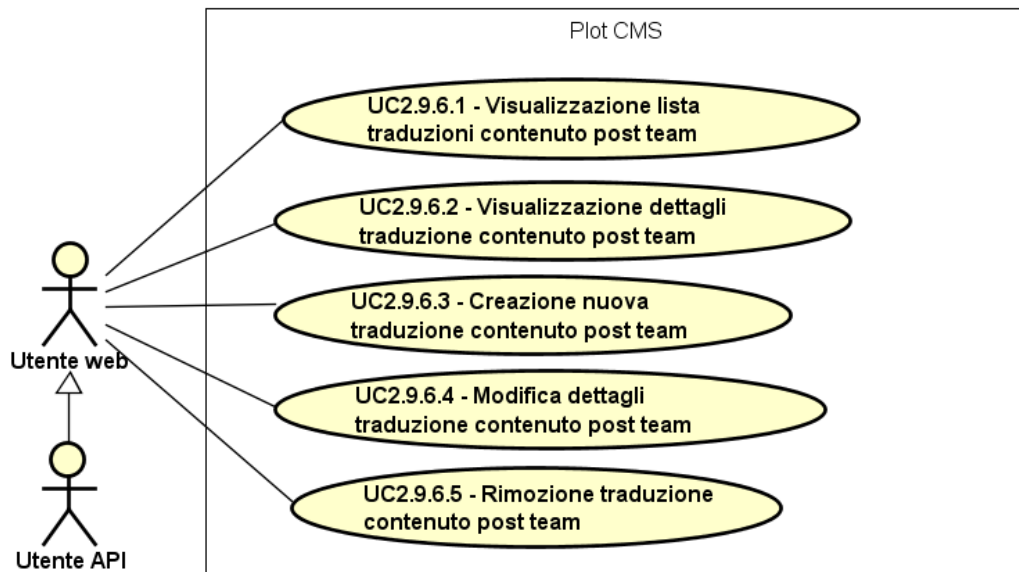 Plot CMS
UC2.9.6.1 - Visualizzazione lista
traduzioni contenuto post team
UC2.9.6.2 - Visualizzazione dettagli
traduzione contenuto post team
UC2.9.6.3 - Creazione nuova
traduzione contenuto post team
Utente web
UC2.9.6.4 - Modifica dettagli
traduzione contenuto post team
UC2.9.6.5 - Rimozione traduzione
contenuto post team
Utente API